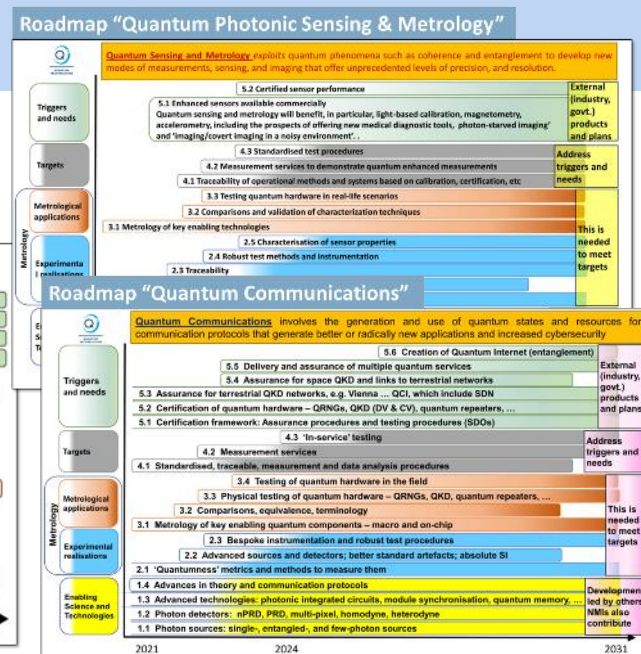 Roadmap “Quantum Photonic Sensing & Metrology”
Quantum Sensing and Metrology exploits quantum phenomena such as coherence and entanglement to develop new
modes of measurements, sensing, and imaging that offer unprecedented levels of precision, and resolution.
Triggers
and needs
5.2 Certified sensor performance
5.1 Enhanced sensors available commercially
Quantum sensing and metrology will benefit, in particular, light-based calibration, magnetometry,
accelerometry, including the prospects of offering new medical diagnostic tools, photon-starved imaging'
and 'imaging/covert imaging in a noisy environment'. .
External
(industry,
govt.)
products
and plans
Targets
4.3 Standardised test procedures
4.2 Measurement services to demonstrate quantum enhanced measurements
4.1 Traceability of operational methods and systems based on calibration, certification, etc
Address
triggers and
needs
Metrology
Metrological
applications
3.3 Testing quantum hardware in real-life scenarios
3.2 Comparisons and validation of characterization techniques
3.1 Metrology of key enabling technologies
This is
needed
to meet
targets
Experimenta
l realisations
2.5 Characterisation of sensor properties
2.4 Robust test methods and instrumentation
2.3 Traceability
Roadmap “Quantum Communications”
Quantum Communications involves the generation and use of quantum states and resources for
communication protocols that generate better or radically new applications and increased cybersecurity
Triggers
and needs
5.6 Creation of Quantum Internet (entanglement)
5.5 Delivery and assurance of multiple quantum services
5.4 Assurance for space QKD and links to terrestrial networks
5.3 Assurance for terrestrial QKD networks, e.g. Vienna ... QCI, which include SDN
5.2 Certification of quantum hardware – QRNGs, QKD (DV & CV), quantum repeaters, ...
5.1 Certification framework: Assurance procedures and testing procedures (SDOs)
External
(industry,
govt.)
products
and plans
Targets
4.3 'In-service' testing
4.2 Measurement services
4.1 Standardised, traceable, measurement and data analysis procedures
Address
triggers and
needs
Metrology
Metrological
applications
3.4 Testing of quantum hardware in the field
3.3 Physical testing of quantum hardware – QRNGs, QKD, quantum repeaters, ...
3.2 Comparisons, equivalence, terminology
3.1 Metrology of key enabling quantum components – macro and on-chip
This is
needed
to meet
targets
Experimental
realisations
2.3 Bespoke instrumentation and robust test procedures
2.2 Advanced sources and detectors; better standard artefacts; absolute SI
2.1 'Quantumness' metrics and methods to measure them
Enabling
Science and
Technologies
1.4 Advances in theory and communication protocols
1.3 Advanced technologies: photonic integrated circuits, module synchronisation, quantum memory, ...
1.2 Photon detectors: nPRD, PRD, multi-pixel, homodyne, heterodyne
1.1 Photon sources: single-, entangled-, and few-photon sources
Development
led by others
NMIs also
contribute
2021
2024
2031